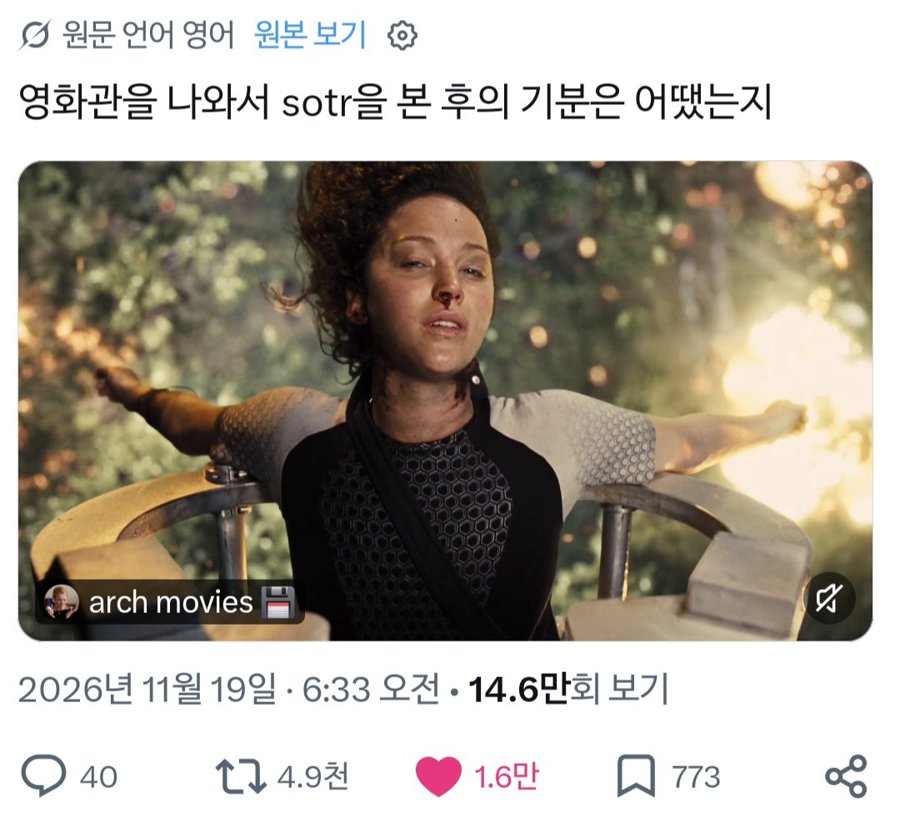 원문 언어 영어 원본 보기
영화관을 나와서 sotr을 본 후의 기분은 어땠는지
arch movies 💾
2026년 11월 19일 · 6:33 오전 · 14.6만회 보기
40 4.9천 1.6만 773